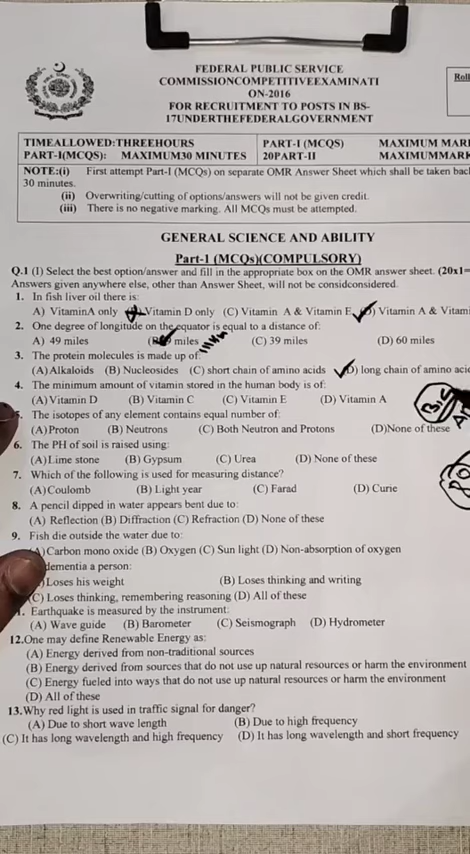 FEDERAL PUBLIC SERVICE
COMMISSIONCOMPETITIVEEXAMINATI
ON-2016
FOR RECRUITMENT TO POSTS IN BS-
17UNDERTHEFEDERALGOVERNMENT
Roll
TIMEALLOWED:THREEHOURS PART-I (MCQS) MAXIMUM MAR
PART-I(MCQS): MAXIMUM30 MINUTES 20PART-II MAXIMUMMARK
NOTE:(i) First attempt Part-I (MCQs) on separate OMR Answer Sheet which shall be taken bac
30 minutes.
(ii) Overwriting/cutting of options/answers will not be given credit.
(iii) There is no negative marking. All MCQs must be attempted.
GENERAL SCIENCE AND ABILITY
Part-1 (MCQs)(COMPULSORY)
Q.1 (I) Select the best option/answer and fill in the appropriate box on the OMR answer sheet. (20x1=
Answers given anywhere else, other than Answer Sheet, will not be considconsidered.
1. In fish liver oil there is:
A) VitaminA only Vitamin D only (C) Vitamin A & Vitamin E Vitamin A & Vitam
2. One degree of longitude on the equator is equal to a distance of:
A) 49 miles miles (C) 39 miles (D) 60 miles
3. The protein molecules is made up of:
(A)Alkaloids (B) Nucleosides (C) short chain of amino acids D) long chain of amino acid
4. The minimum amount of vitamin stored in the human body is of:
(A)Vitamin D (B) Vitamin C (C) Vitamin E (D) Vitamin A
5. The isotopes of any element contains equal number of:
(A)Proton (B) Neutrons (C) Both Neutron and Protons (D)None of these
6. The PH of soil is raised using:
(A)Lime stone (B) Gypsum (C) Urea (D) None of these
7. Which of the following is used for measuring distance?
(A)Coulomb (B) Light year (C) Farad (D) Curie
8. A pencil dipped in water appears bent due to:
(A) Reflection (B) Diffraction (C) Refraction (D) None of these
9. Fish die outside the water due to:
A)Carbon mono oxide (B) Oxygen (C) Sun light (D) Non-absorption of oxygen
dementia a person:
)Loses his weight (B) Loses thinking and writing
(C) Loses thinking, remembering reasoning (D) All of these
Earthquake is measured by the instrument:
(A) Wave guide (B) Barometer (C) Seismograph (D) Hydrometer
12.One may define Renewable Energy as:
(A) Energy derived from non-traditional sources
(B) Energy derived from sources that do not use up natural resources or harm the environment
(C) Energy fueled into ways that do not use up natural resources or harm the environment
(D) All of these
13.Why red light is used in traffic signal for danger?
(A) Due to short wave length (B) Due to high frequency
(C) It has long wavelength and high frequency (D) It has long wavelength and short frequency